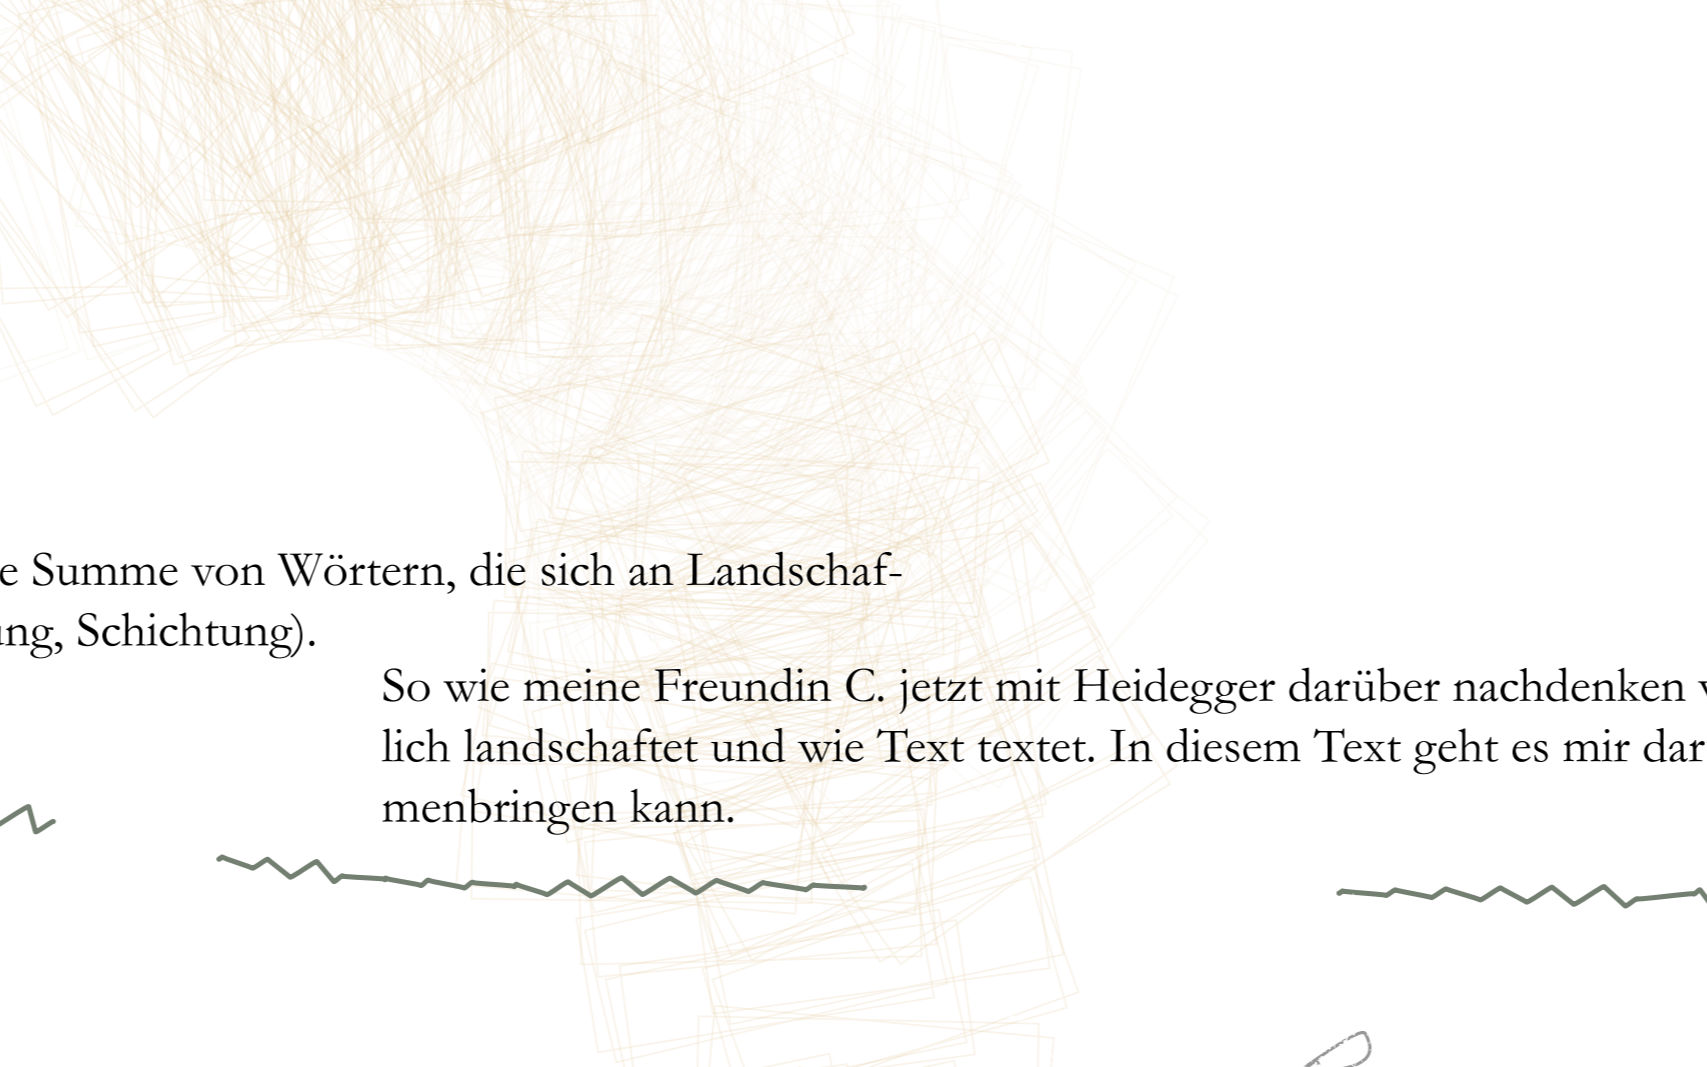 e Summe von Wörtern, die sich an Landschaf-
ung, Schichtung).
So wie meine Freundin C. jetzt mit Heidegger darüber nachdenken
lich landschaftet und wie Text textet. In diesem Text geht es mir dar
menbringen kann.